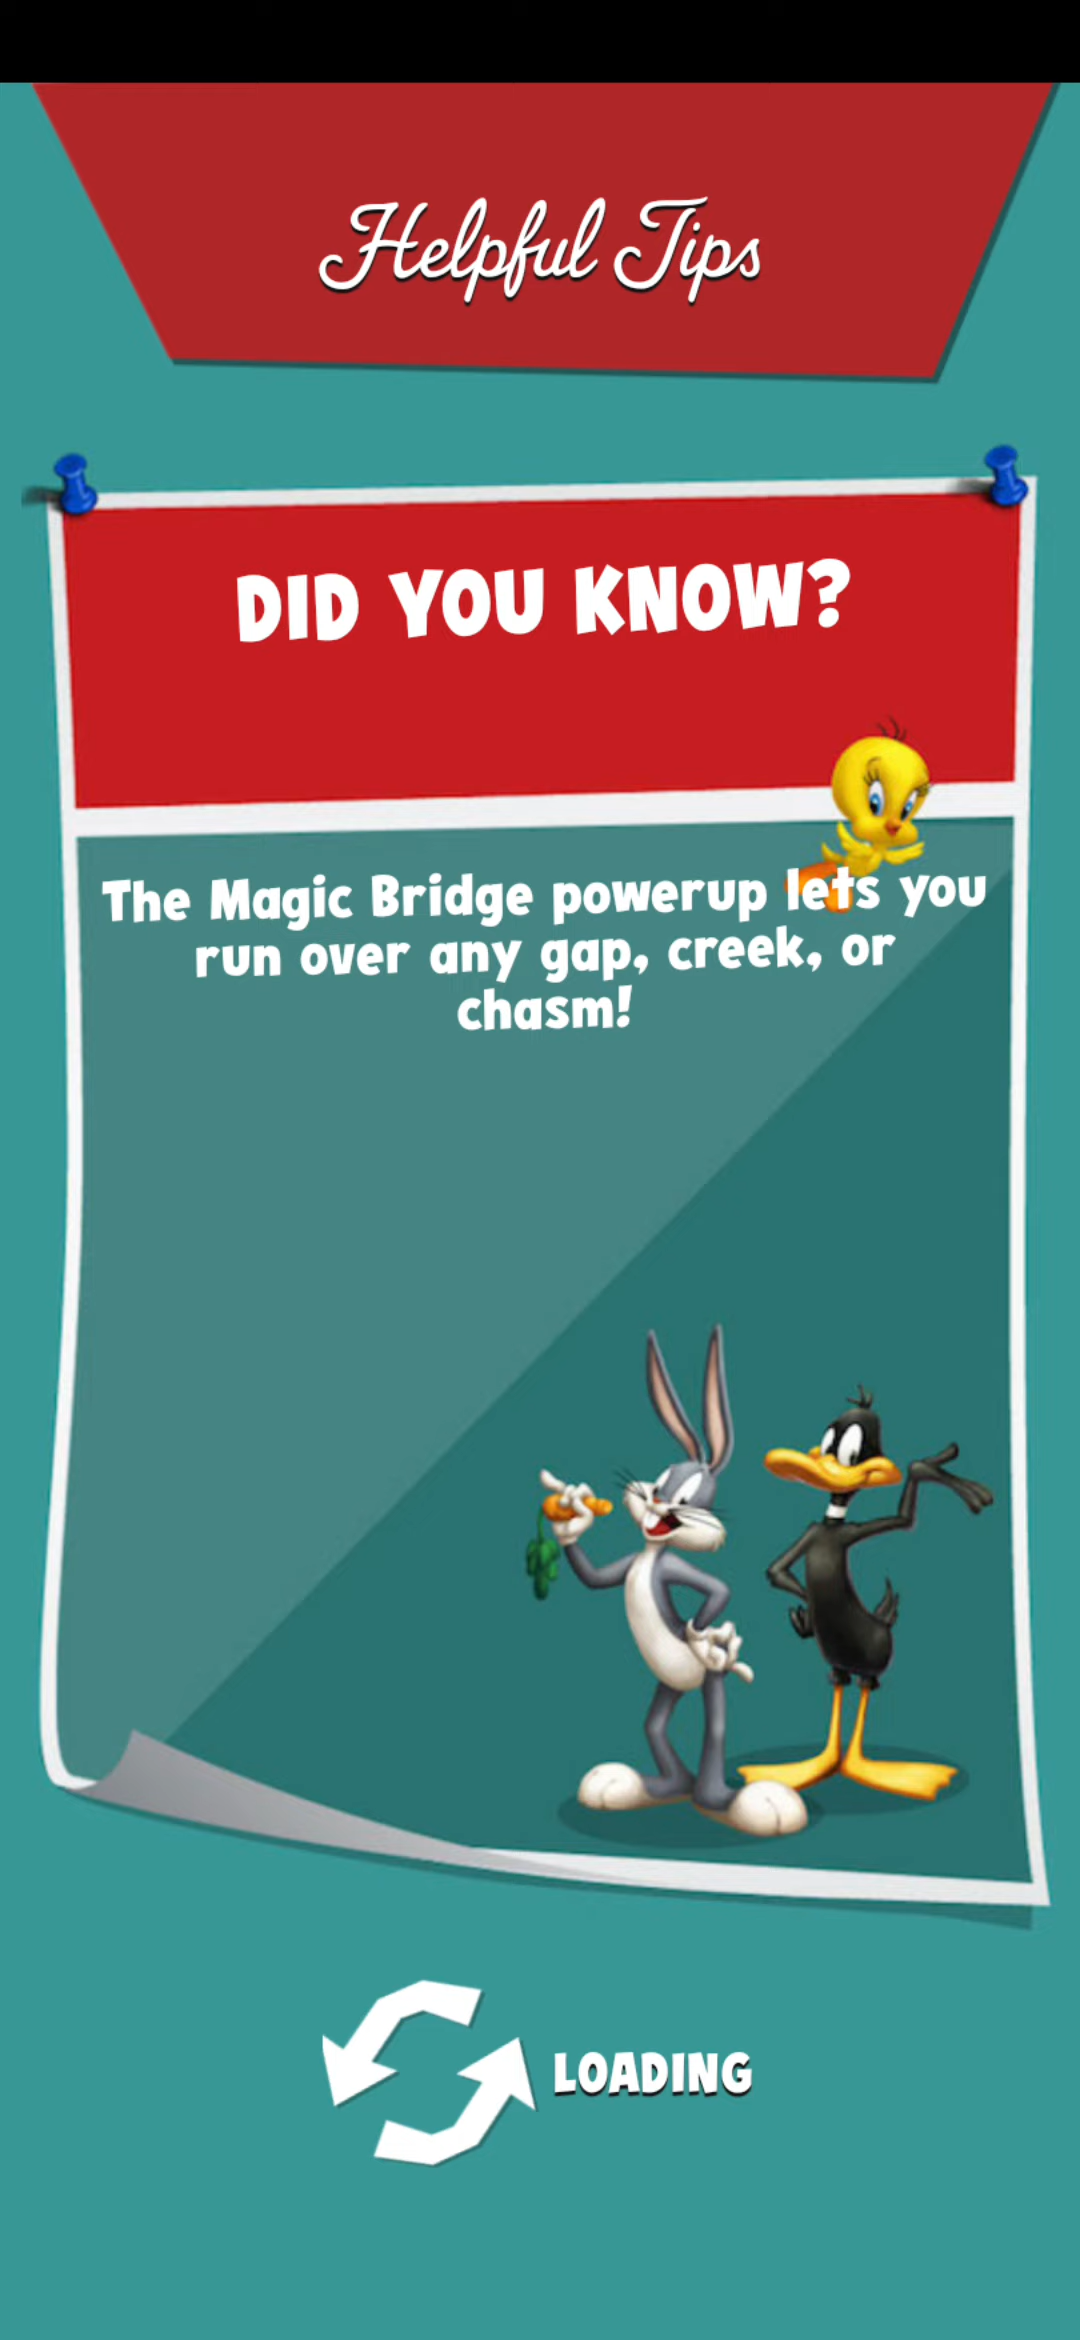 Helpful Tips
DID YOU KNOW?
The Magic Bridge powerup lets you
run over any gap, creek, or
chasm!
LOADING